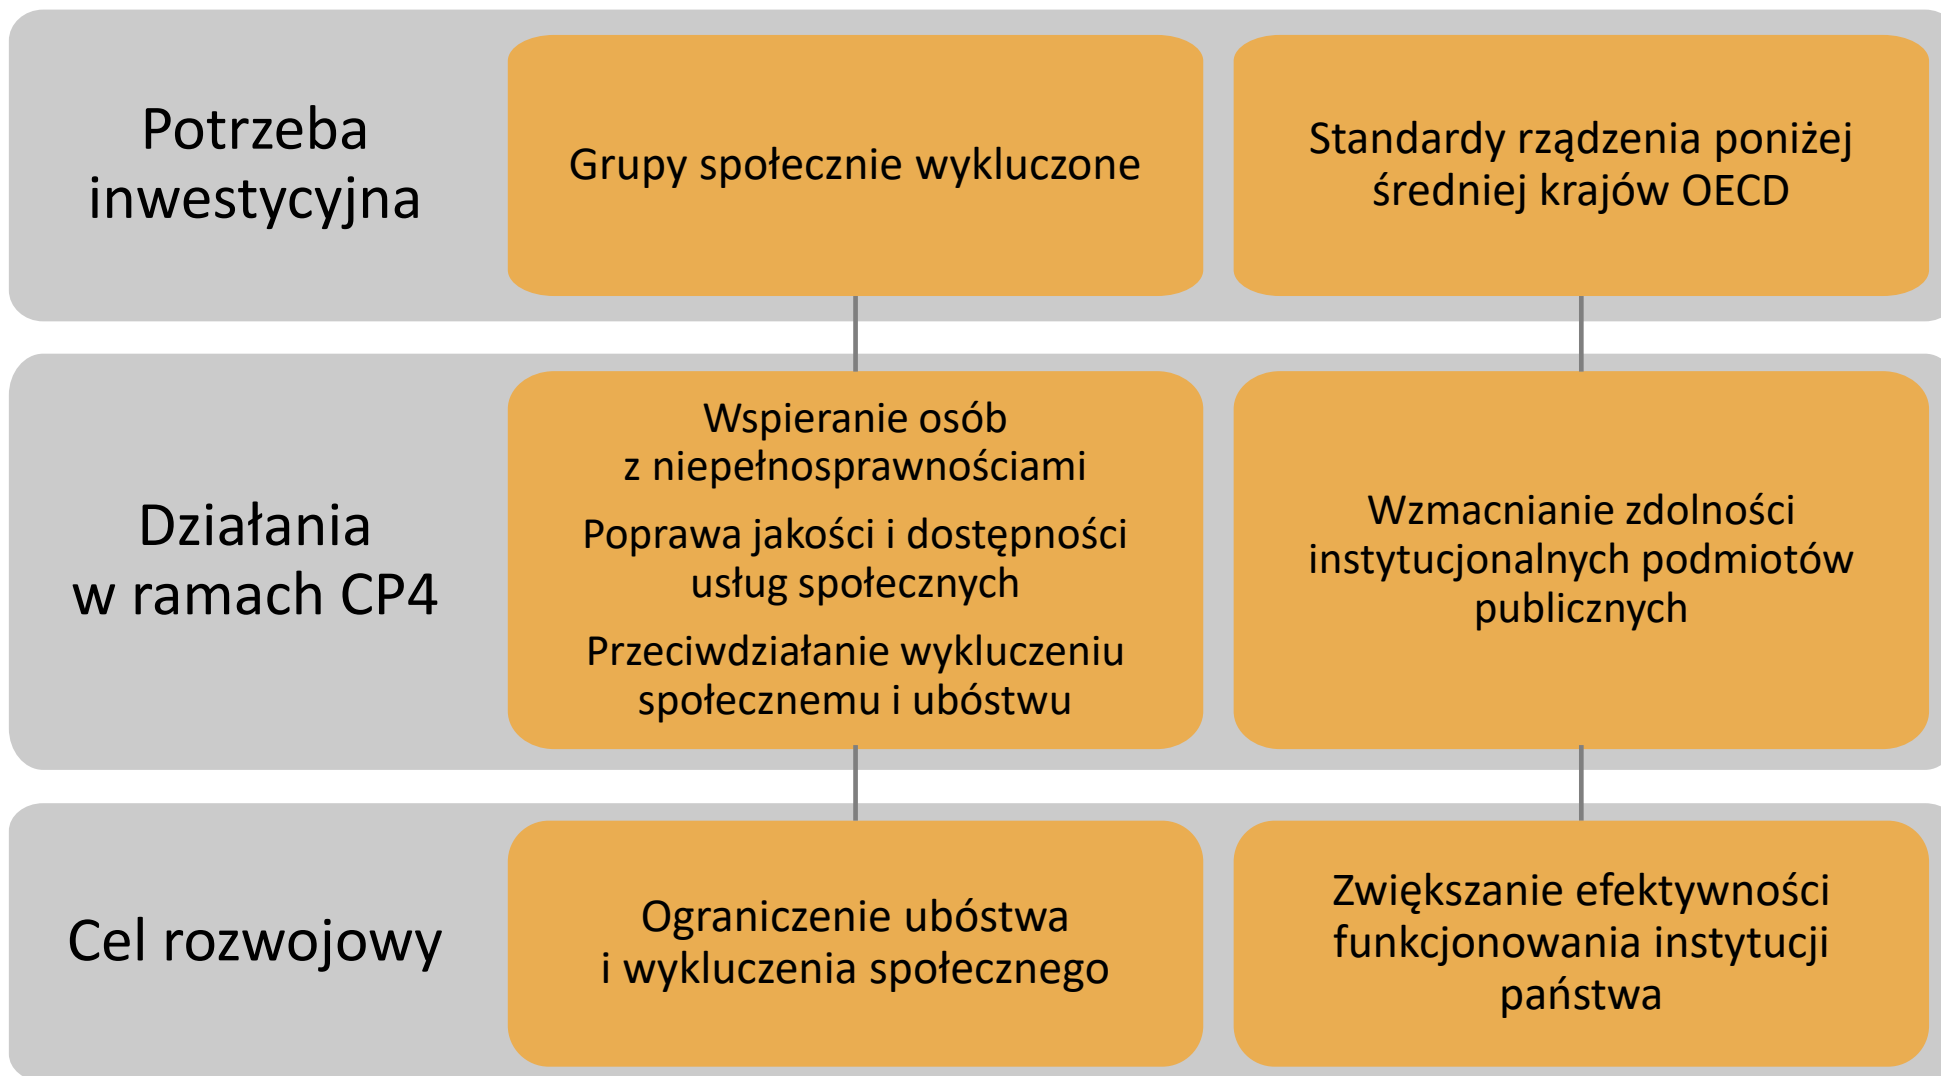 Potrzeba
inwestycyjna
Grupy społecznie wykluczone
Standardy rządzenia poniżej
średniej krajów OECD
Działania
w ramach CP4
Wspieranie osób
z niepełnosprawnościami
Poprawa jakości i dostępności
usług społecznych
Przeciwdziałanie wykluczeniu
społecznemu i ubóstwu
Wzmacnianie zdolności
instytucjonalnych podmiotów
publicznych
Cel rozwojowy
Ograniczenie ubóstwa
i wykluczenia społecznego
Zwiększanie efektywności
funkcjonowania instytucji
państwa